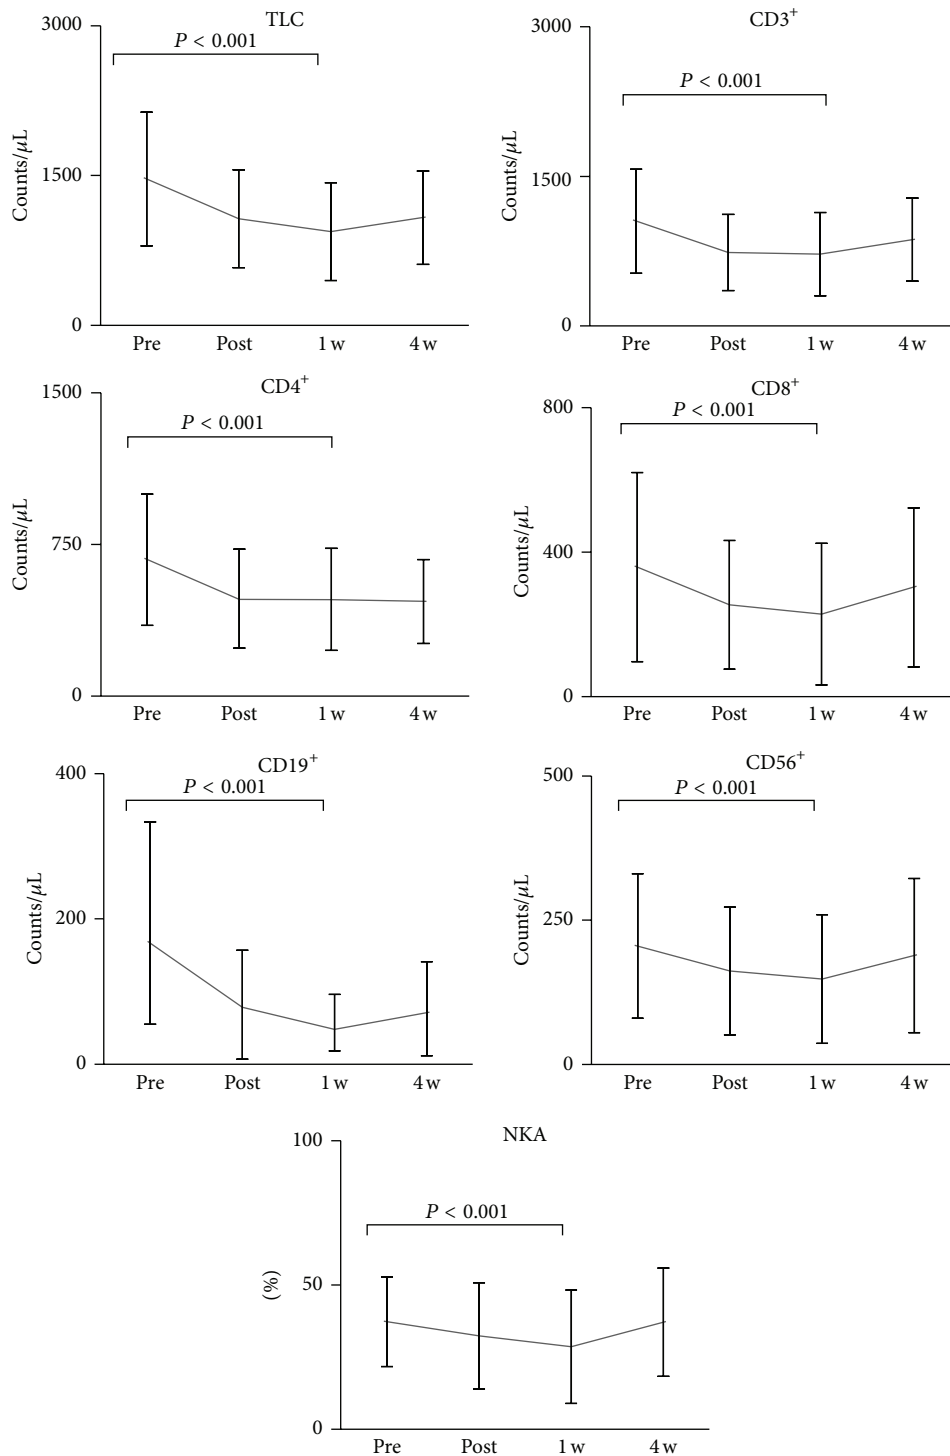 TLC
3000
P < 0.001
1500
Counts/μL
0
Pre Post 1 w 4 w
CD3+
3000
P < 0.001
1500
Counts/μL
0
Pre Post 1 w 4 w
CD4+
1500
P < 0.001
750
Counts/μL
0
Pre Post 1 w 4 w
CD8+
800
P < 0.001
400
Counts/μL
0
Pre Post 1 w 4 w
CD19+
400
P < 0.001
200
Counts/μL
0
Pre Post 1 w 4 w
CD56+
500
P < 0.001
250
Counts/μL
0
Pre Post 1 w 4 w
NKA
100
P < 0.001
50
(%)
0
Pre Post 1 w 4 w